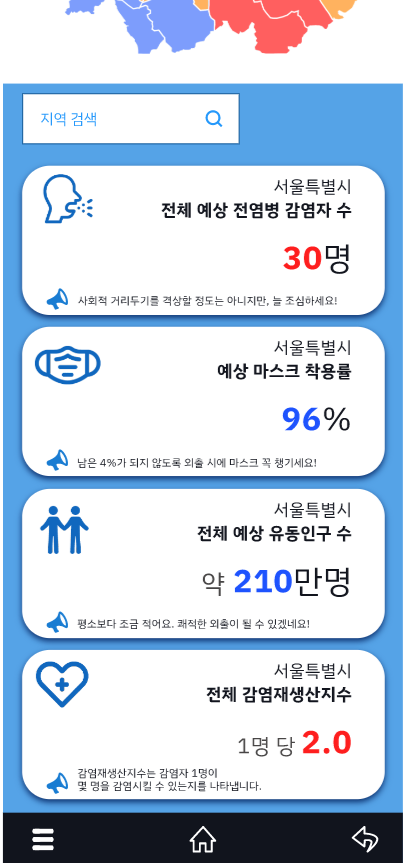 지역 검색
서울특별시
전체 예상 전염병 감염자 수
30명
사회적 거리두기를 격상할 정도는 아니지만, 늘 조심하세요!
서울특별시
예상 마스크 착용률
96%
남은 4%가 되지 않도록 외출 시에 마스크 꼭 챙기세요!
서울특별시
전체 예상 유동인구 수
약 210만명
평소보다 조금 적어요. 쾌적한 외출이 될 수 있겠네요!
서울특별시
전체 감염재생산지수
1명 당 2.0
감염재생산지수는 감염자 1명이
몇 명을 감염시킬 수 있는지를 나타냅니다.